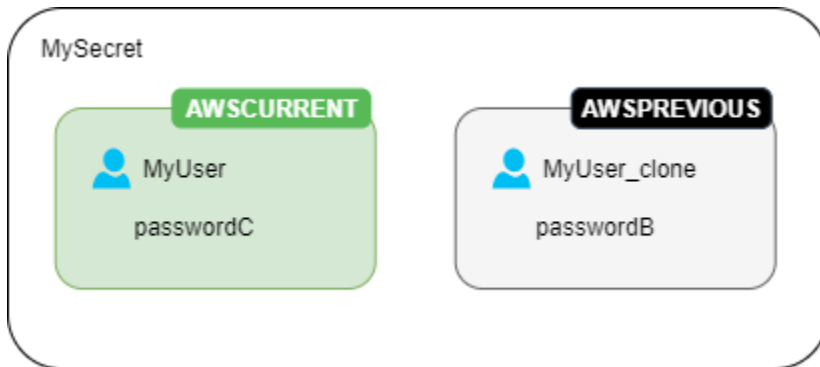 MySecret
AWSCURRENT
MyUser
passwordC
AWSPREVIOUS
MyUser_clone
passwordB